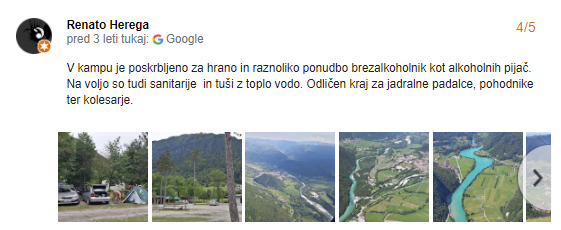 Renato Herega
4/5
pred 3 leti tukaj: Google
V kampu je poskrbljeno za hrano in raznoliko ponudbo brezalkoholnik kot alkoholnih pijač.
Na voljo so tudi sanitarije in tuši z toplo vodo. Odličen kraj za jadralne padalce, pohodnike
ter kolesarje.